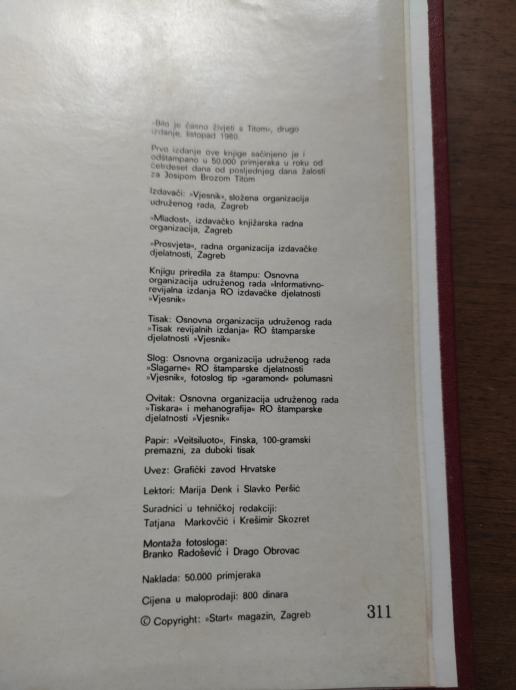 »Bilo je časno živjeti s Titom«, drugo
izdanje, listopad 1980.
Prvo izdanje ove knjige sačinjeno je i
odštampano u 50.000 primjeraka u roku od
četrdeset dana od posljednjeg dana žalosti
za Josipom Brozom Titom
Izdavači: »Vjesnik«, složena organizacija
udruženog rada, Zagreb
»Mladost«, izdavačko knjižarska radna
organizacija, Zagreb
»Prosvjeta«, radna organizacija izdavačke
djelatnosti, Zagreb
Knjigu priredila za štampu: Osnovna
organizacija udruženog rada »Informativno-
revijalna izdanja RO izdavačke djelatnosti
»Vjesnik«
Tisak: Osnovna organizacija udruženog rada
»Tisak revijalnih izdanja« RO štamparske
djelatnosti »Vjesnik«
Slog: Osnovna organizacija udruženog rada
»Slagarne« RO štamparske djelatnosti
»Vjesnik«, fotoslog tip »garamond« polumasni
Ovitak: Osnovna organizacija udruženog rada
»Tiskara« i mehanografija« RO štamparske
djelatnosti »Vjesnik«
Papir: »Veitsiluoto«, Finska, 100-gramski
premazni, za duboki tisak
Uvez: Grafički zavod Hrvatske
Lektori: Marija Denk i Slavko Peršić
Suradnici u tehničkoj redakciji:
Tatjana Markovčić i Krešimir Skozret
Montaža fotosloga:
Branko Radošević i Drago Obrovac
Naklada: 50.000 primjeraka
Cijena u maloprodaji: 800 dinara
© Copyright: »Start« magazin, Zagreb
311